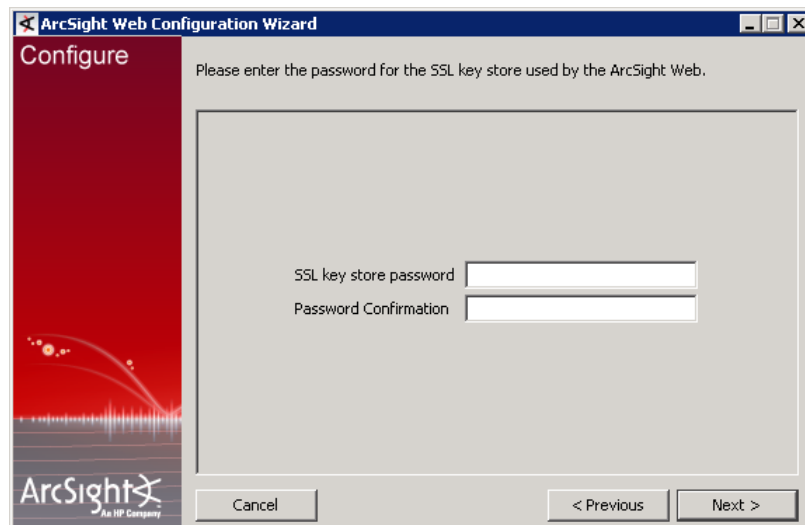 ArcSight Web Configuration Wizard
Configure
Please enter the password for the SSL key store used by the ArcSight Web.
SSL key store password
Password Confirmation
ArcSight
An HP Company
Cancel
< Previous
Next >